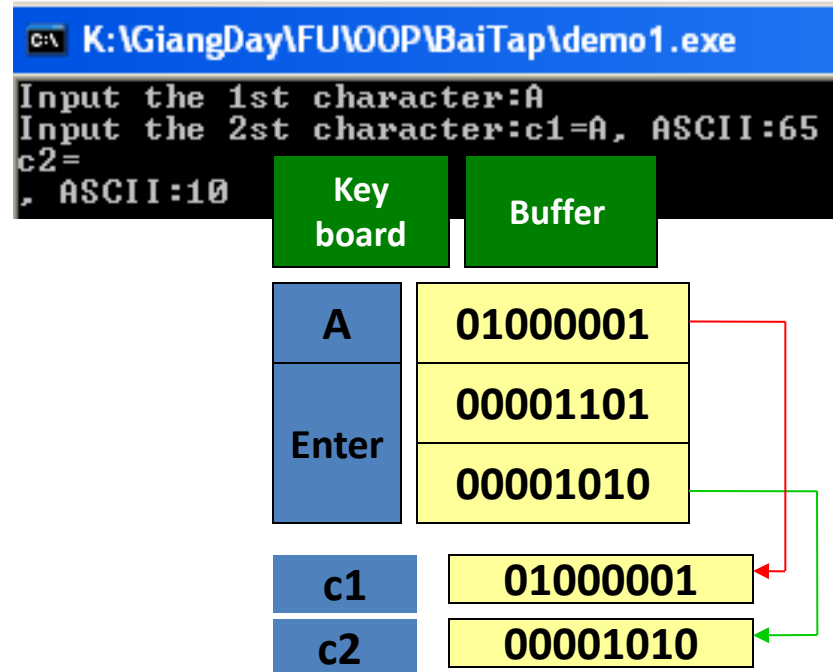 K:\GiangDay\FU\OOP\BaiTap\demo1.exe
Input the 1st character:A
Input the 2st character:c1=A, ASCII:65
c2=
, ASCII:10
Key
board
Buffer
A
01000001
Enter
00001101
00001010
c1
01000001
c2
00001010